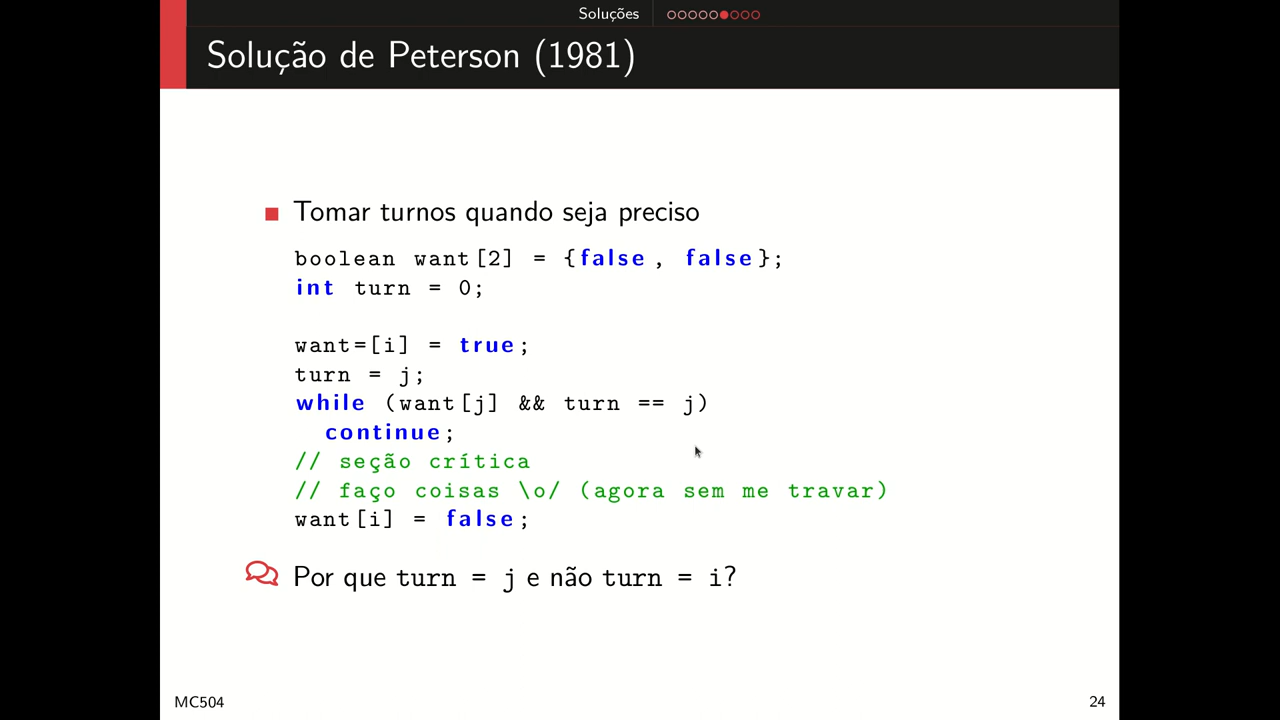 Soluções
Solução de Peterson (1981)
Tomar turnos quando seja preciso
boolean want[2] = {false, false};
int turn = 0;
want=[i] = true;
turn = j;
while (want[j] && turn == j)
continue;
// seção crítica
// faço coisas \o/ (agora sem me travar)
want[i] = false;
Por que turn = j e não turn = i?
MC504
24